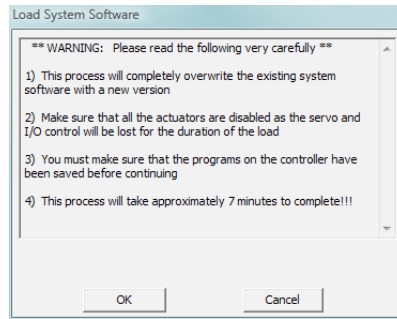 Load System Software
** WARNING:  Please read the following very carefully **
1) This process will completely overwrite the existing system
software with a new version
2) Make sure that all the actuators are disabled as the servo and
I/O control will be lost for the duration of the load
3) You must make sure that the programs on the controller have
been saved before continuing
4) This process will take approximately 7 minutes to complete!!!
OK
Cancel